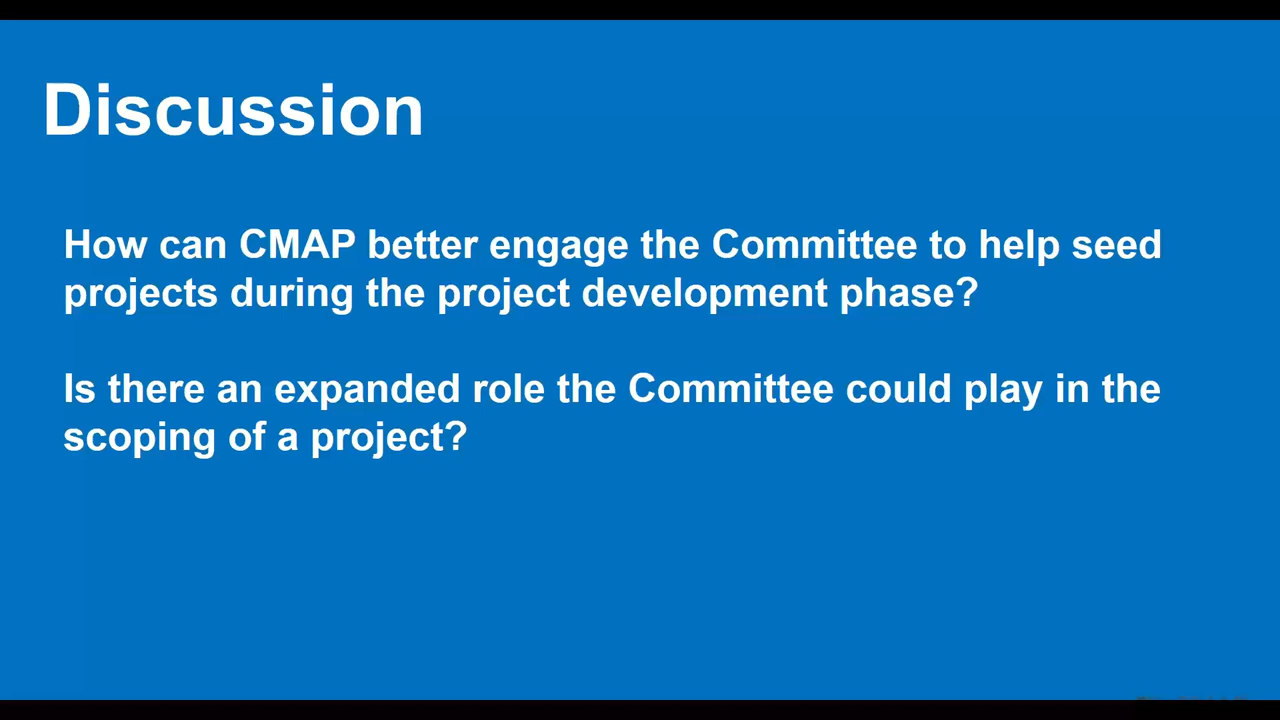 Discussion
How can CMAP better engage the Committee to help seed
projects during the project development phase?
Is there an expanded role the Committee could play in the
scoping of a project?